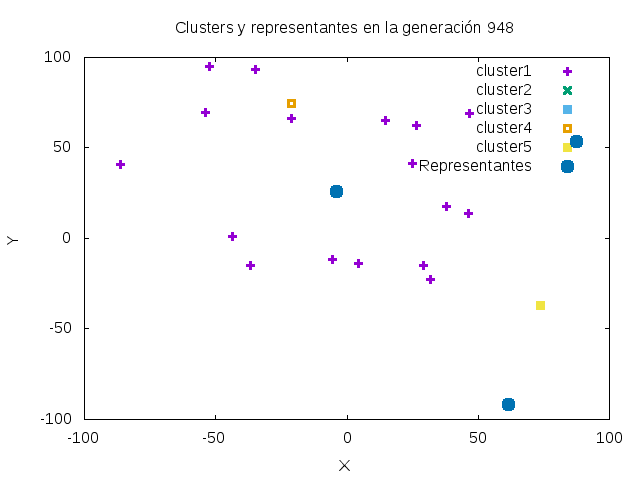 Clusters y representantes en la generación 948
100
50
0
-50
-100
-100
-50
0
50
100
Y
X
cluster1
cluster2
cluster3
cluster4
cluster5
Representantes